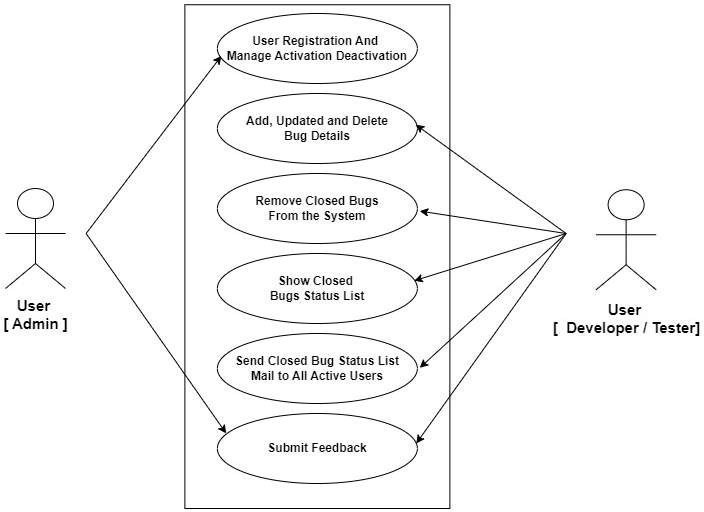 User Registration And
Manage Activation Deactivation
Add, Updated and Delete
Bug Details
Remove Closed Bugs
From the System
Show Closed
Bugs Status List
Send Closed Bug Status List
Mail to All Active Users
Submit Feedback
User
[ Admin ]
User
[ Developer / Tester]